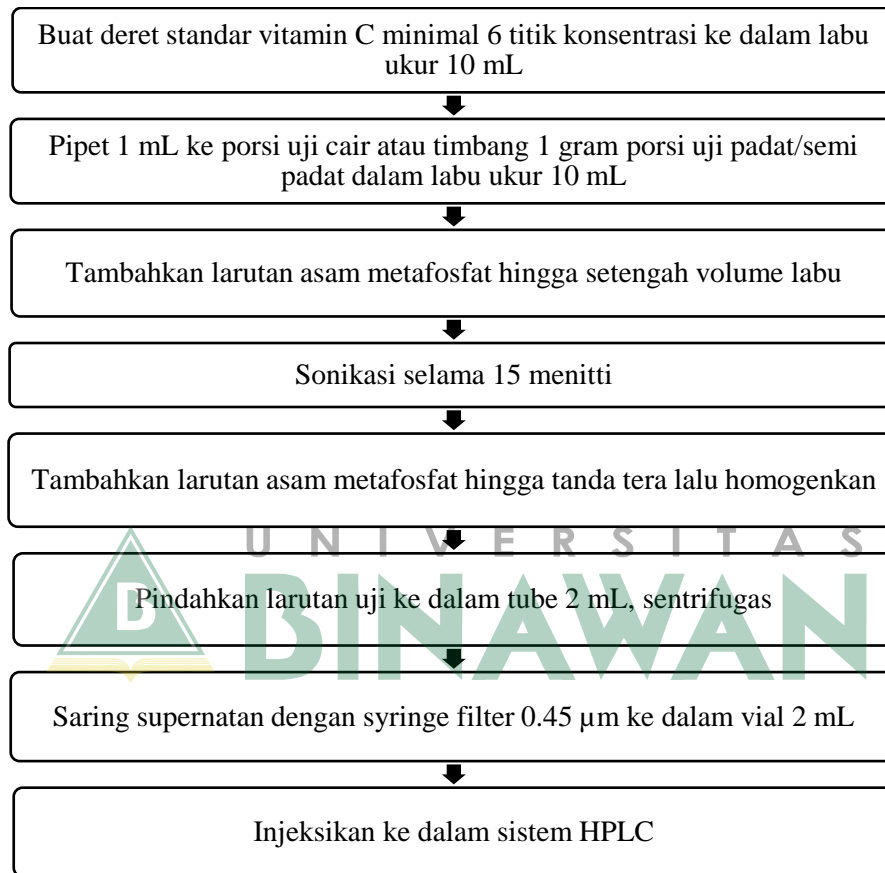 Buat deret standar vitamin C minimal 6 titik konsentrasi ke dalam labu
ukur 10 mL
Pipet 1 mL ke porsi uji cair atau timbang 1 gram porsi uji padat/semi
padat dalam labu ukur 10 mL
Tambahkan larutan asam metafosfat hingga setengah volume labu
Sonikasi selama 15 menitti
Tambahkan larutan asam metafosfat hingga tanda tera lalu homogenkan
UNIVERSITAS
Pindahkan larutan uji ke dalam tube 2 mL, sentrifugas
B BINAWAN
Saring supernatan dengan syringe filter 0.45 µm ke dalam vial 2 mL
Injeksikan ke dalam sistem HPLC